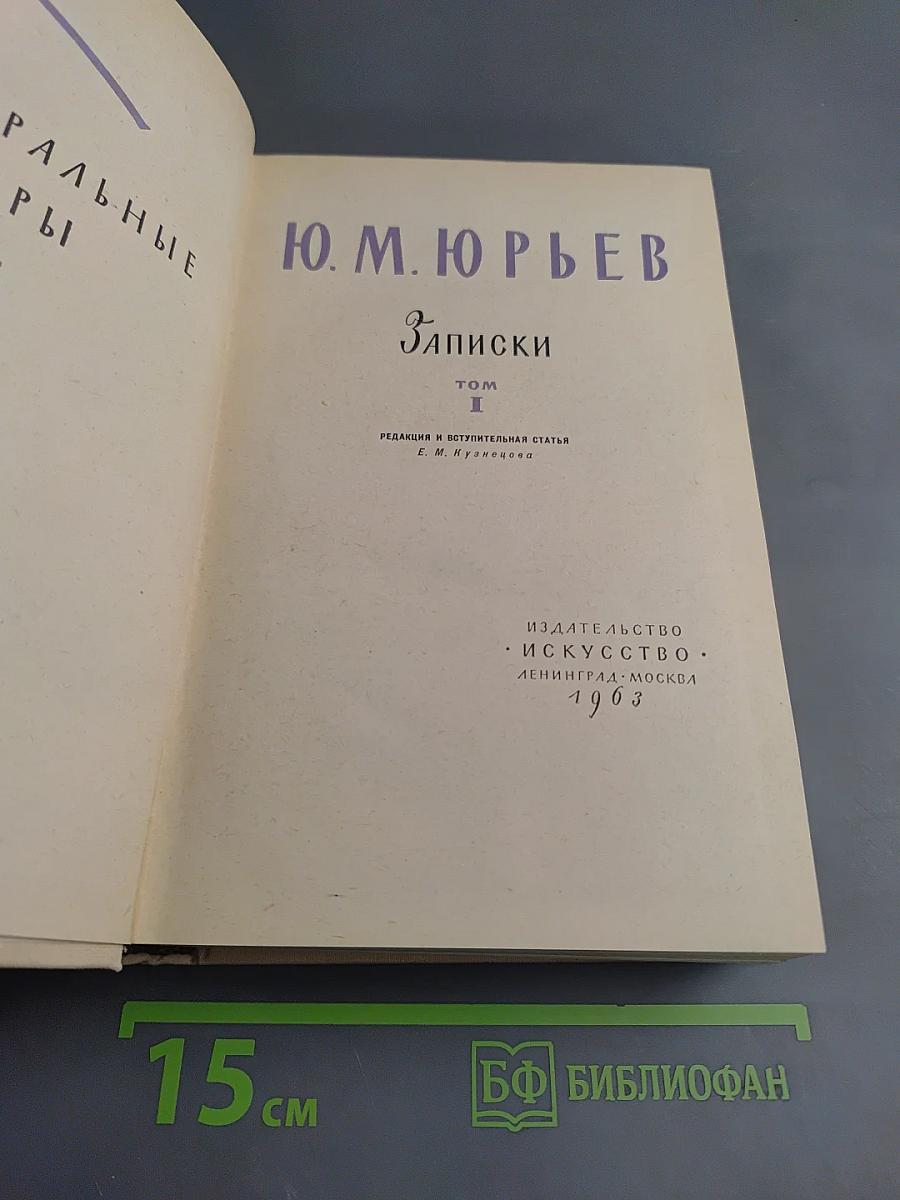 РАЛЬНЫЕ
РЫ
Ю. М. ЮРЬЕВ
ЗАПИСКИ
ТОМ
I
РЕДАКЦИЯ И ВСТУПИТЕЛЬНАЯ СТАТЬЯ
Е. М. Кузнецова
ИЗДАТЕЛЬСТВО
· ИСКУССТВО ·
ЛЕНИНГРАД · МОСКВА
1963
15 см
БФ БИБЛИОФАН